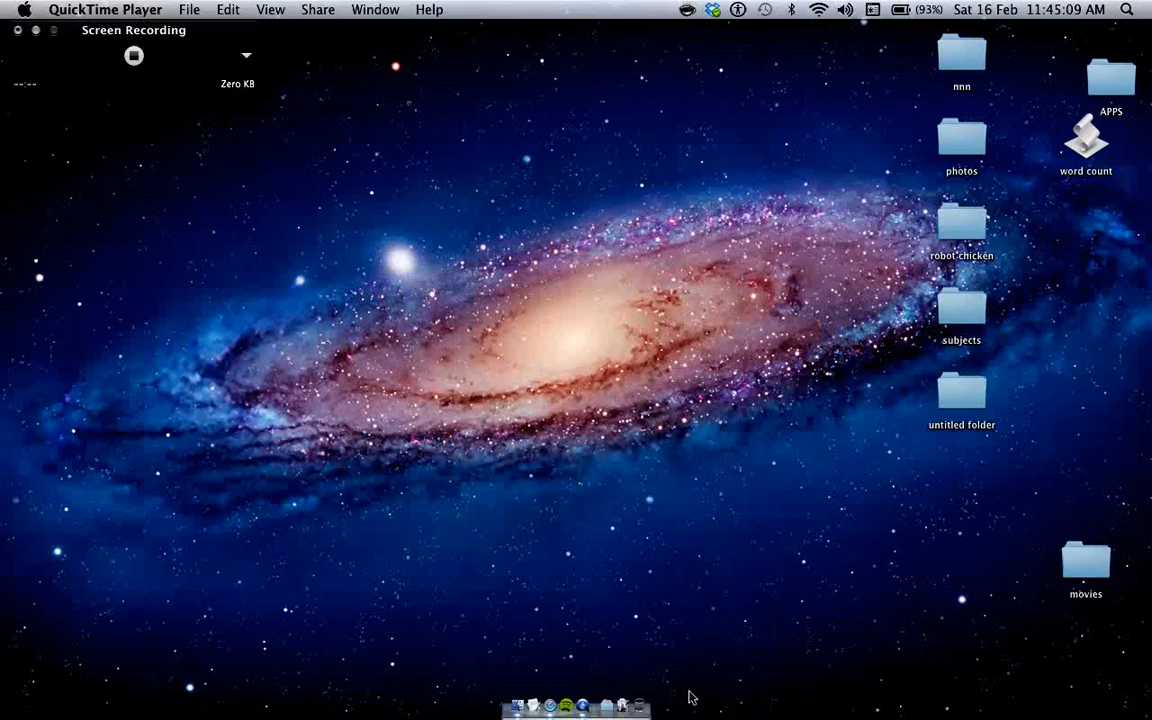 QuickTime Player File Edit View Share Window Help (93%) Sat 16 Feb 11:45:09 AM
Screen Recording
--:--
Zero KB
nnn
APPS
photos
word count
robot chicken
subjects
untitled folder
movies